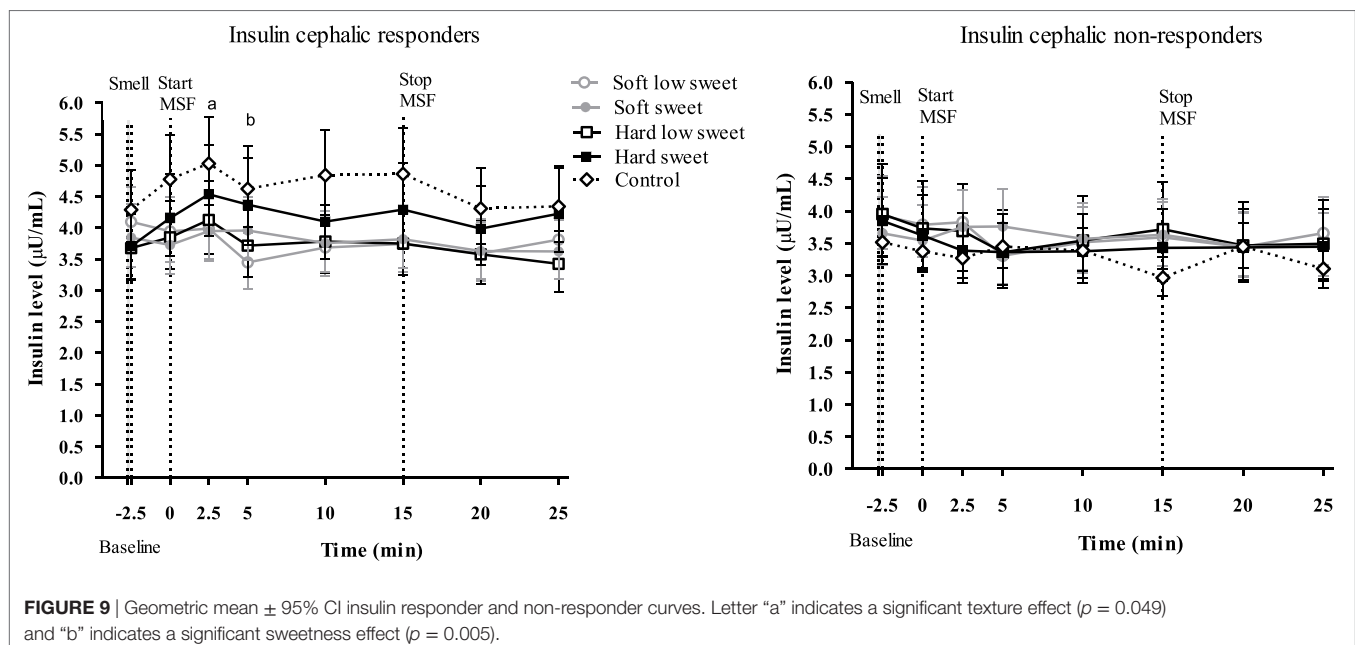 Insulin cephalic responders
Smell
Start
MSF
a
b
Stop
MSF
Insulin level (µU/mL)
6.0
5.5
5.0
4.5
4.0
3.5
3.0
2.5
2.0
1.5
1.0
0.5
0.0
-2.5 0 2.5 5 10 15 20 25
Baseline
Time (min)
Soft low sweet
Soft sweet
Hard low sweet
Hard sweet
Control
Insulin cephalic non-responders
Smell
Start
MSF
Stop
MSF
Insulin level (µU/mL)
6.0
5.5
5.0
4.5
4.0
3.5
3.0
2.5
2.0
1.5
1.0
0.5
0.0
-2.5 0 2.5 5 10 15 20 25
Baseline
Time (min)
FIGURE 9 | Geometric mean ± 95% CI insulin responder and non-responder curves. Letter “a” indicates a significant texture effect (p = 0.049)
and “b” indicates a significant sweetness effect (p = 0.005).